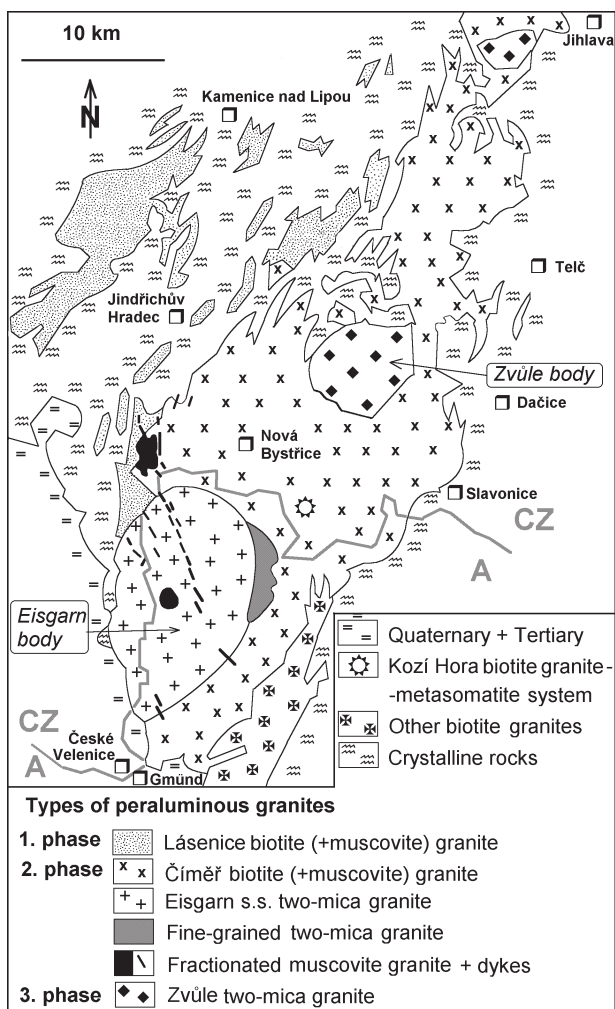 10 km
Jihlava
Kamenice nad Lipou
N
Telč
Jindřichův
Hradec
Zvůle body
Dačice
Nová
Bystřice
Slavonice
CZ
A
Eisgarn
body
CZ
A
České
Velenice
Gmünd
Quaternary + Tertiary
Kozí Hora biotite granite-
-metasomatite system
Other biotite granites
Crystalline rocks
Types of peraluminous granites
1. phase Lásenice biotite (+muscovite) granite
2. phase Číměř biotite (+muscovite) granite
Eisgarn s.s. two-mica granite
Fine-grained two-mica granite
Fractionated muscovite granite + dykes
3. phase Zvůle two-mica granite